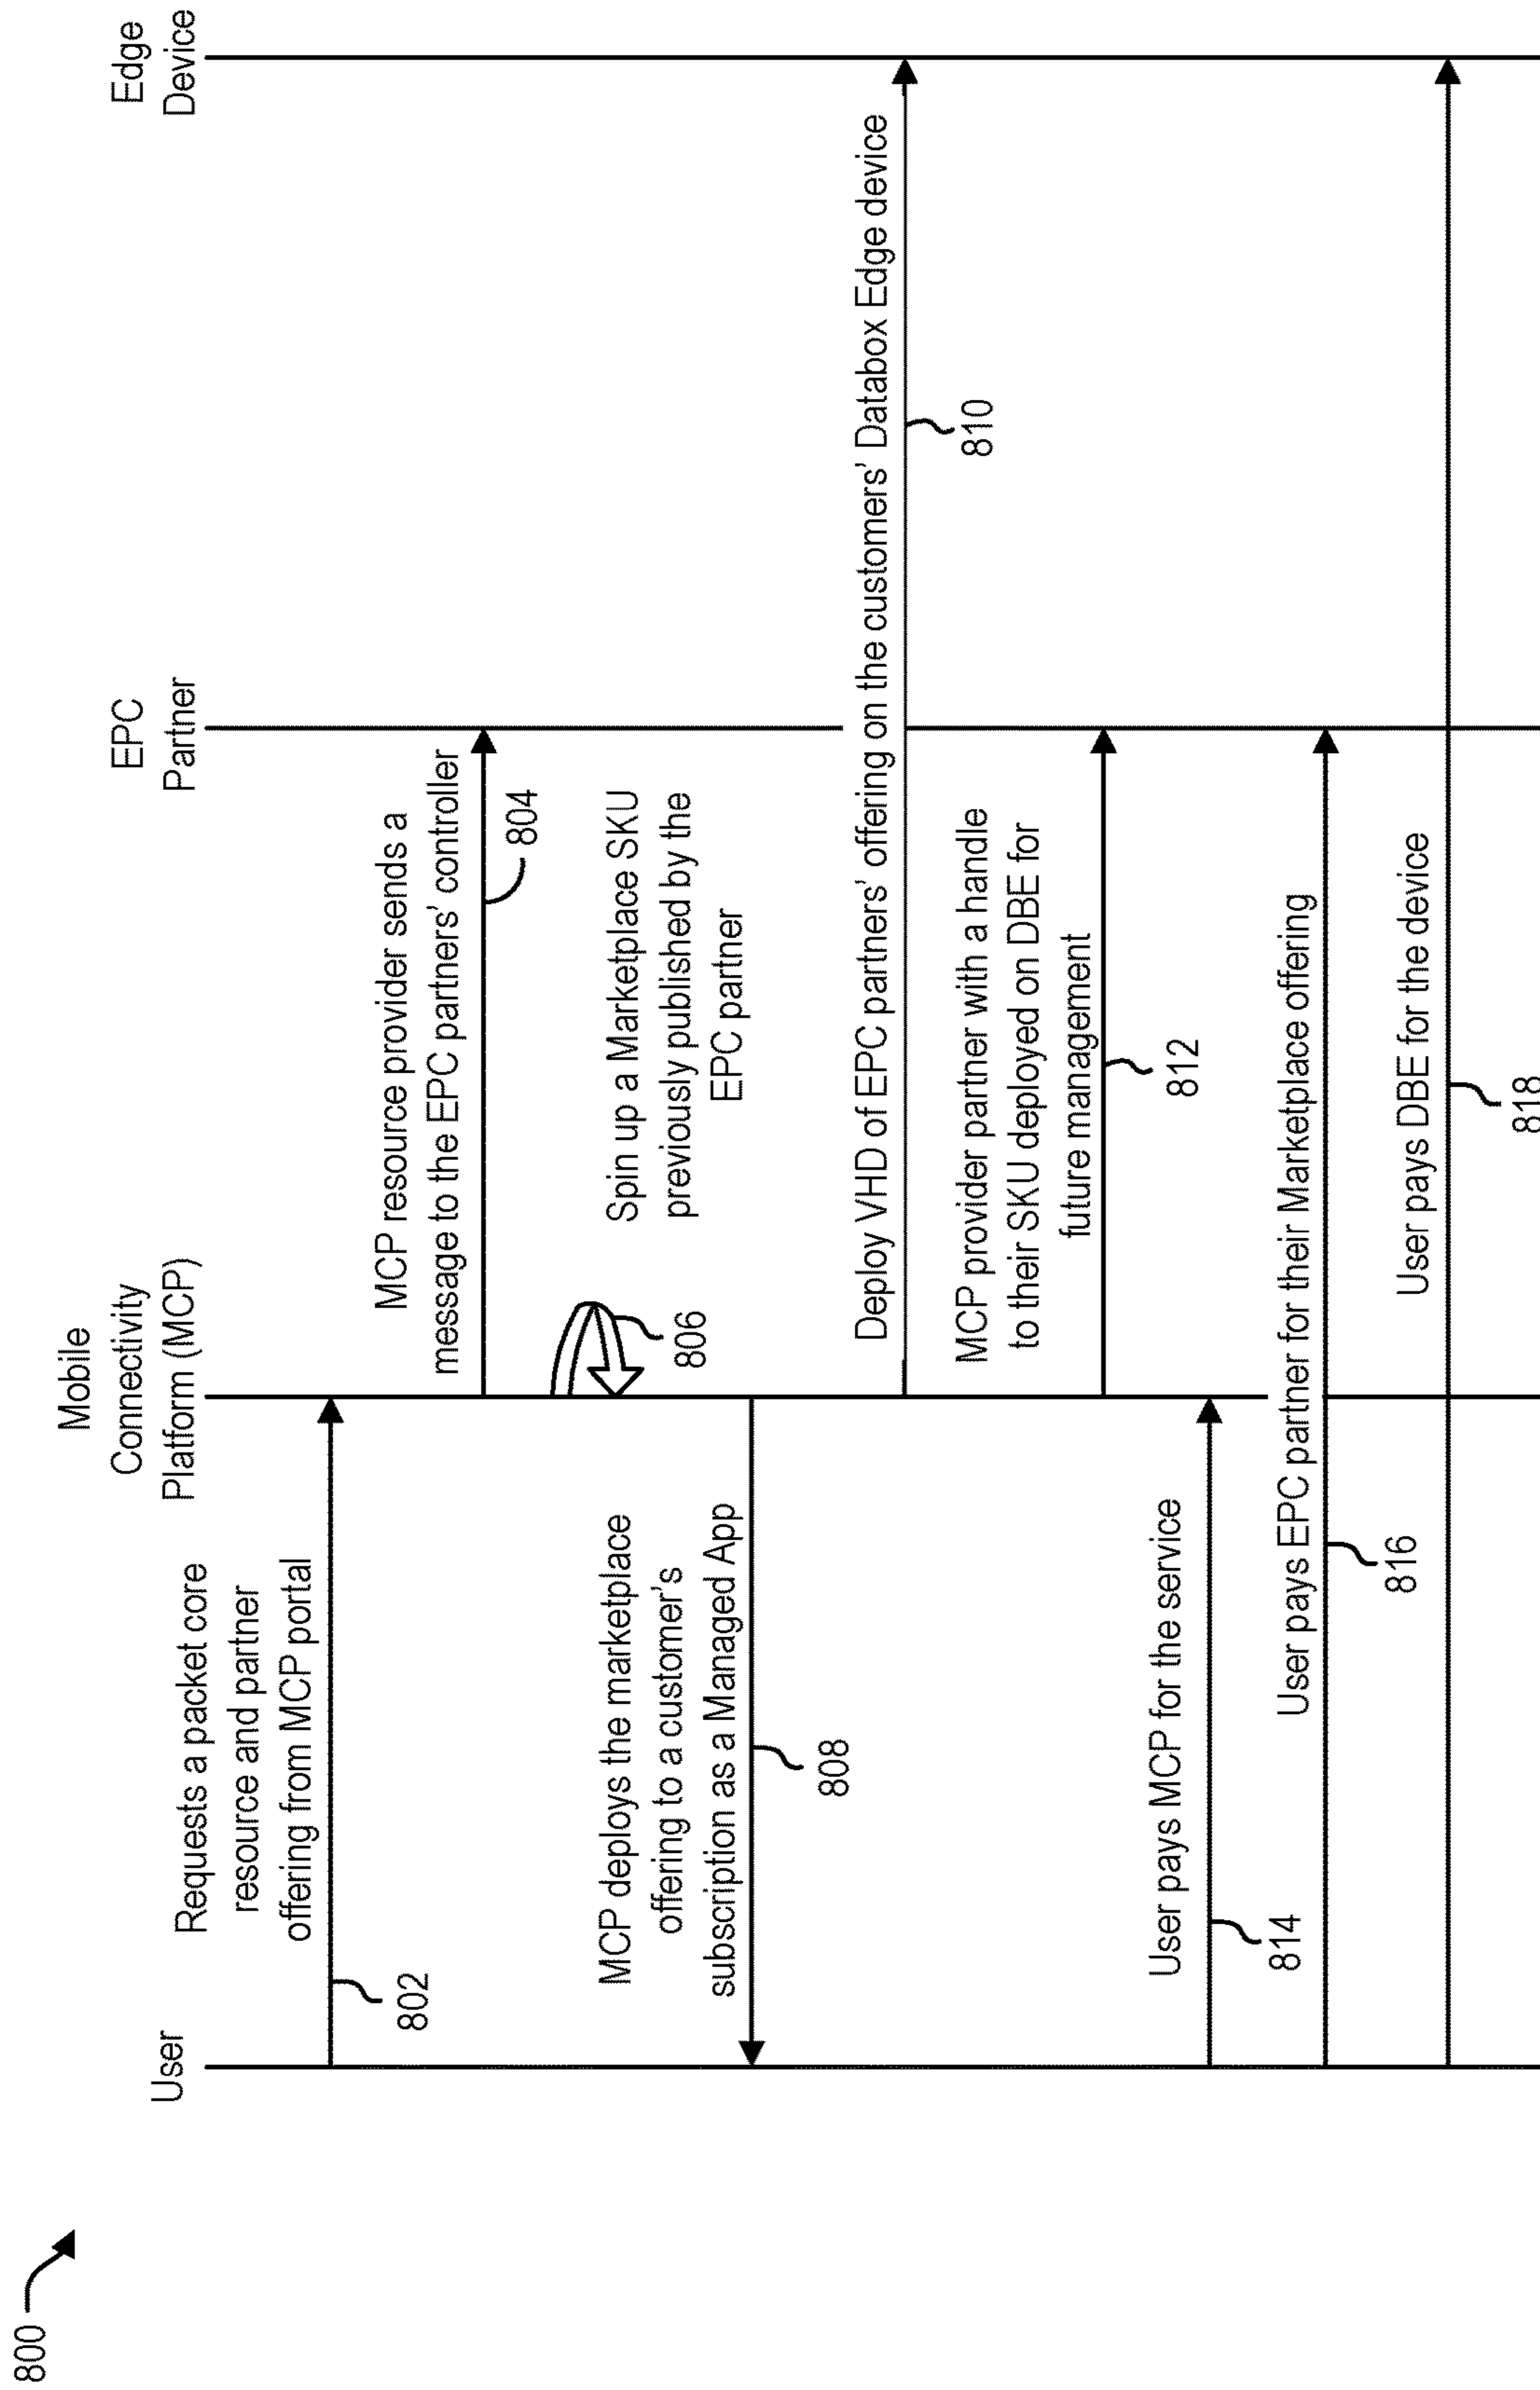 800
User
Mobile
Connectivity
Platform (MCP)
EPC
Partner
Edge
Device
Requests a packet core
resource and partner
offering from MCP portal
802
MCP resource provider sends a
message to the EPC partners' controller
804
Spin up a Marketplace SKU
previously published by the
EPC partner
806
MCP deploys the marketplace
offering to a customer's
subscription as a Managed App
808
Deploy VHD of EPC partners' offering on the customers' Databox Edge device
810
MCP provider partner with a handle
to their SKU deployed on DBE for
future management
812
User pays MCP for the service
814
User pays EPC partner for their Marketplace offering
816
User pays DBE for the device
818